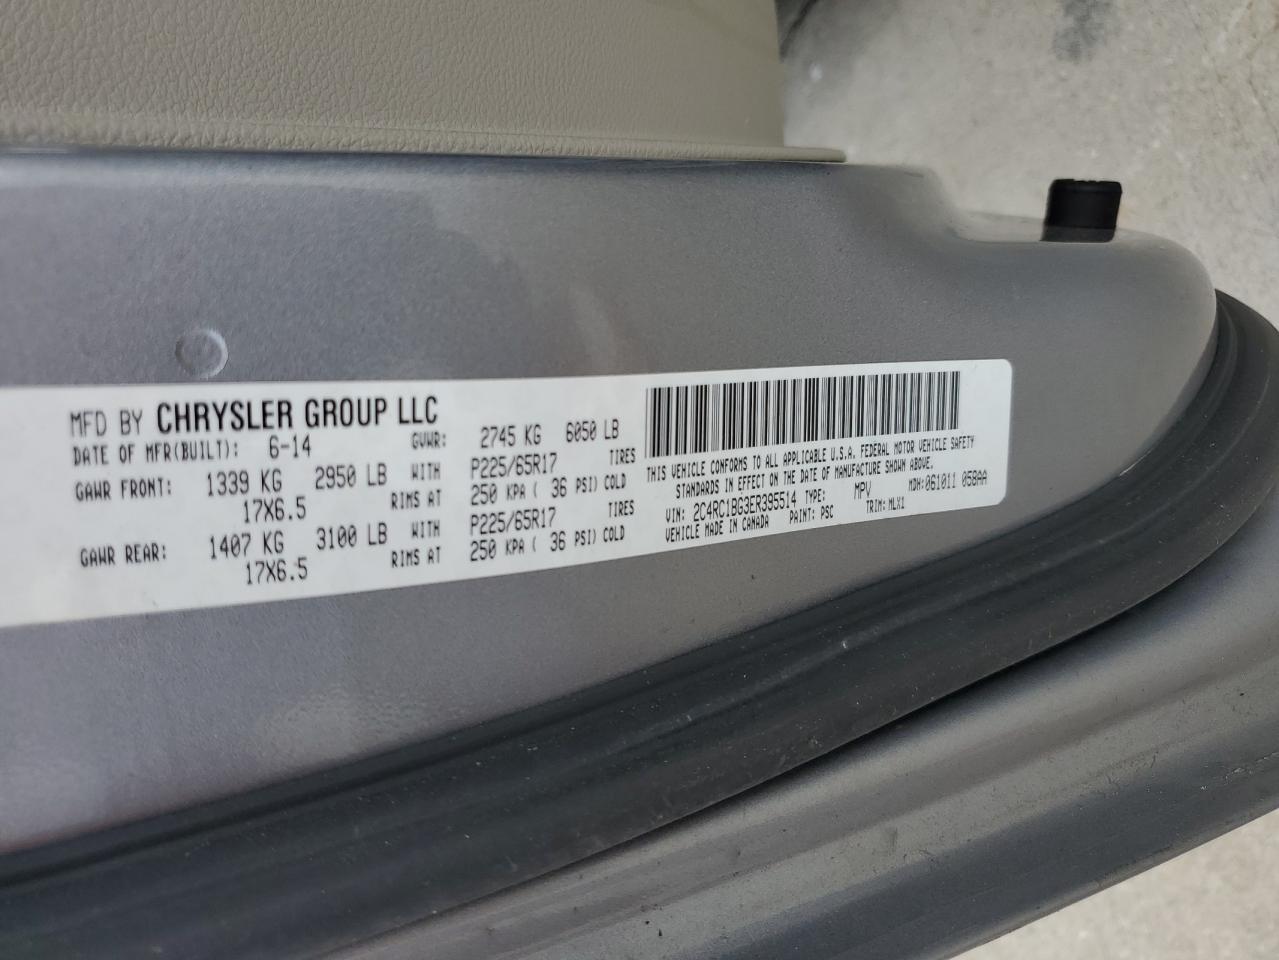 MFD BY CHRYSLER GROUP LLC
DATE OF MFR(BUILT): 6-14 GVWR: 2745 KG 6050 LB
GAWR FRONT: 1339 KG 2950 LB WITH P225/65R17 TIRES
17X6.5 RIMS AT 250 KPA ( 36 PSI) COLD
GAWR REAR: 1407 KG 3100 LB WITH P225/65R17 TIRES
17X6.5 RIMS AT 250 KPA ( 36 PSI) COLD
THIS VEHICLE CONFORMS TO ALL APPLICABLE U.S.A. FEDERAL MOTOR VEHICLE SAFETY
STANDARDS IN EFFECT ON THE DATE OF MANUFACTURE SHOWN ABOVE.
VIN: 2C4RC1BG3ER395514 TYPE: MPV MDH:061011 058AA
VEHICLE MADE IN CANADA PAINT: PSC TRIM:MLX1